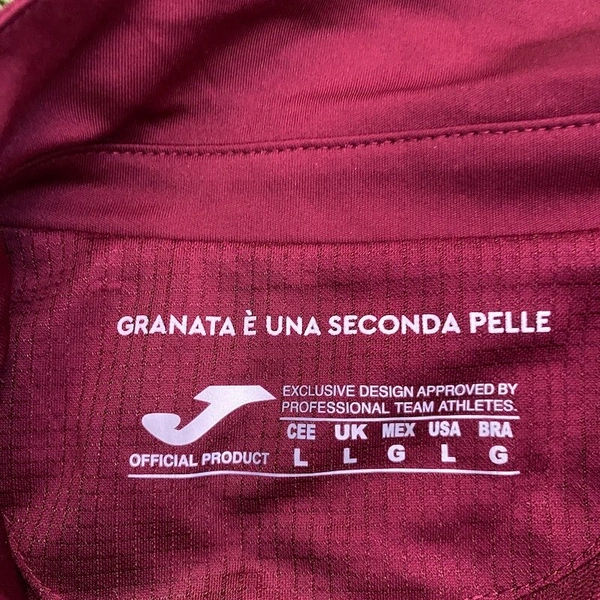 GRANATA È UNA SECONDA PELLE
EXCLUSIVE DESIGN APPROVED BY
PROFESSIONAL TEAM ATHLETES.
CEE UK MEX USA BRA
OFFICIAL PRODUCT L L G L G